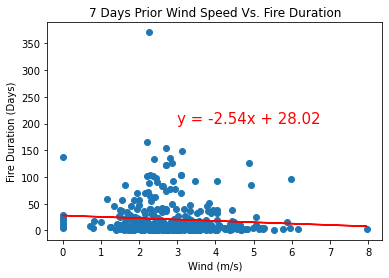 7 Days Prior Wind Speed Vs. Fire Duration
350
300
250
200
150
100
50
0
Fire Duration (Days)
y = -2.54x + 28.02
0 1 2 3 4 5 6 7 8
Wind (m/s)